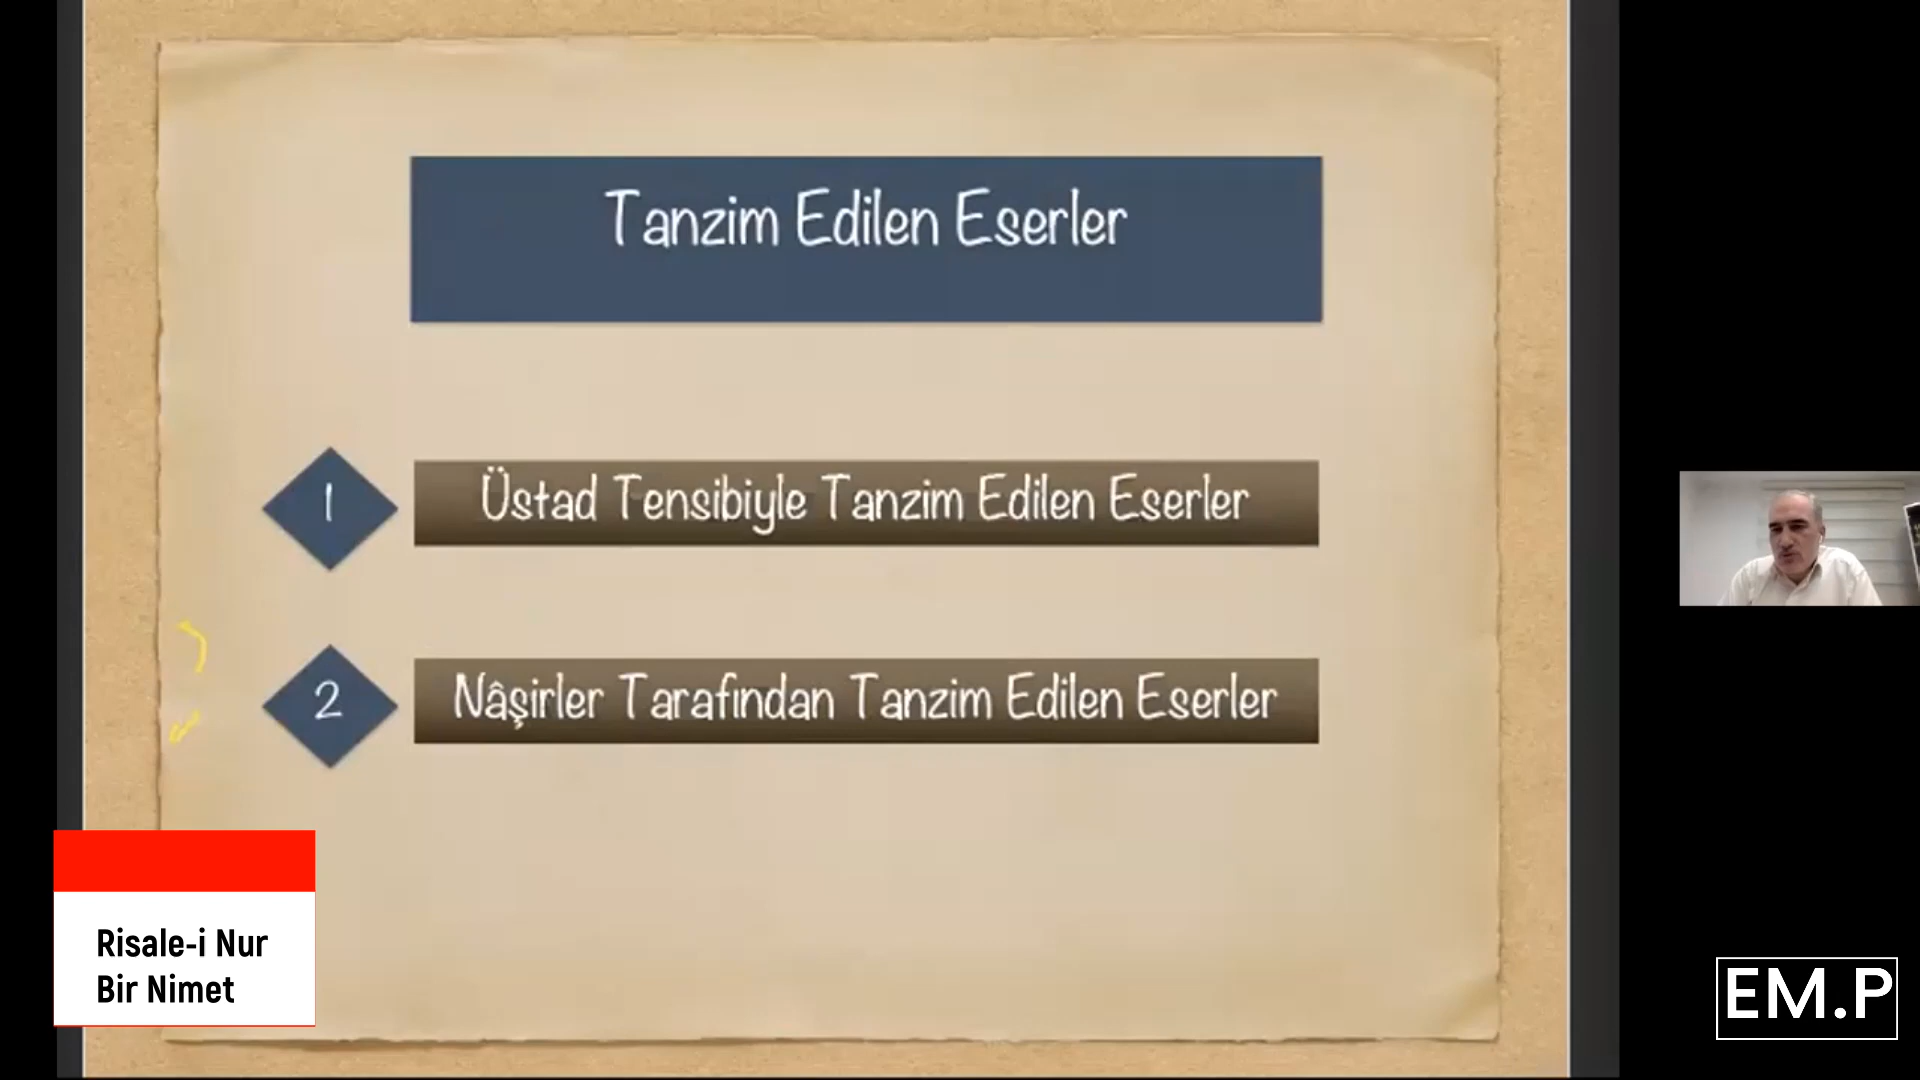 Tanzim Edilen Eserler
1
Üstad Tensibiyle Tanzim Edilen Eserler
2
Nâşirler Tarafından Tanzim Edilen Eserler
Risale-i Nur
Bir Nimet
EM.P